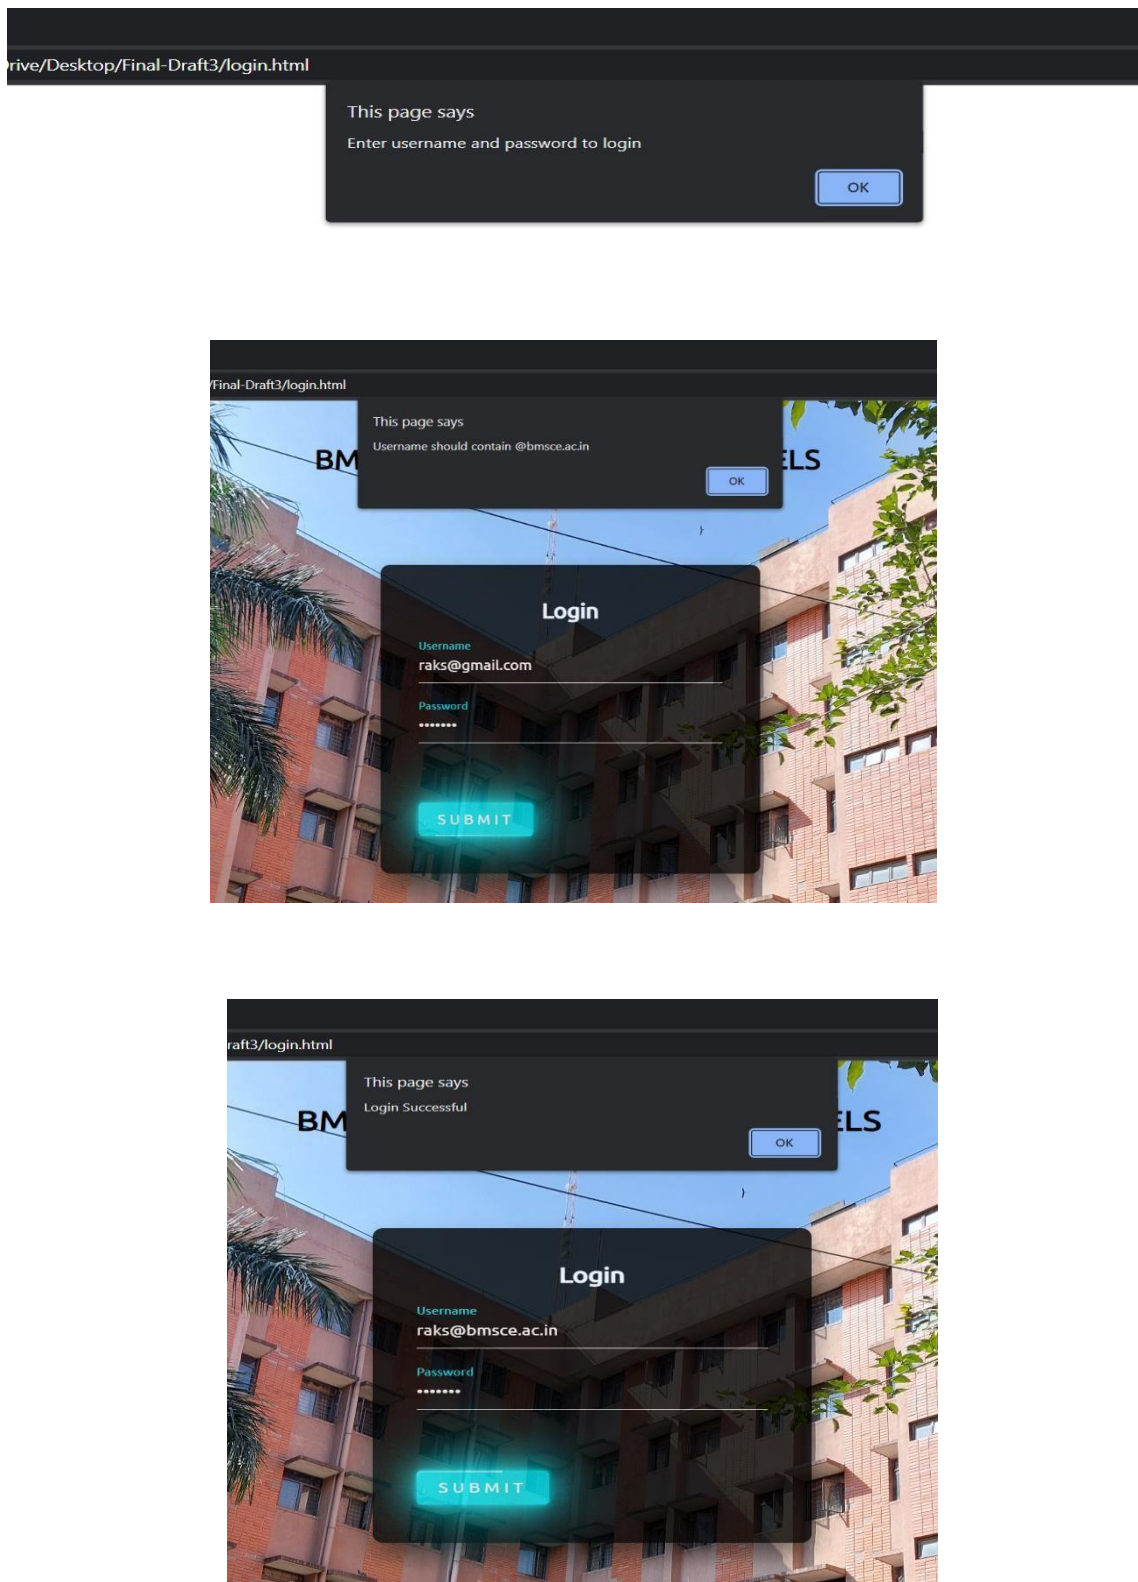 rive/Desktop/Final-Draft3/login.html
This page says
Enter username and password to login
OK
/Final-Draft3/login.html
This page says
Username should contain @bmsce.ac.in
OK
BM ELS
Login
Username
raks@gmail.com
Password
•••••••
SUBMIT
raft3/login.html
This page says
Login Successful
OK
BM ELS
Login
Username
raks@bmsce.ac.in
Password
•••••••
SUBMIT